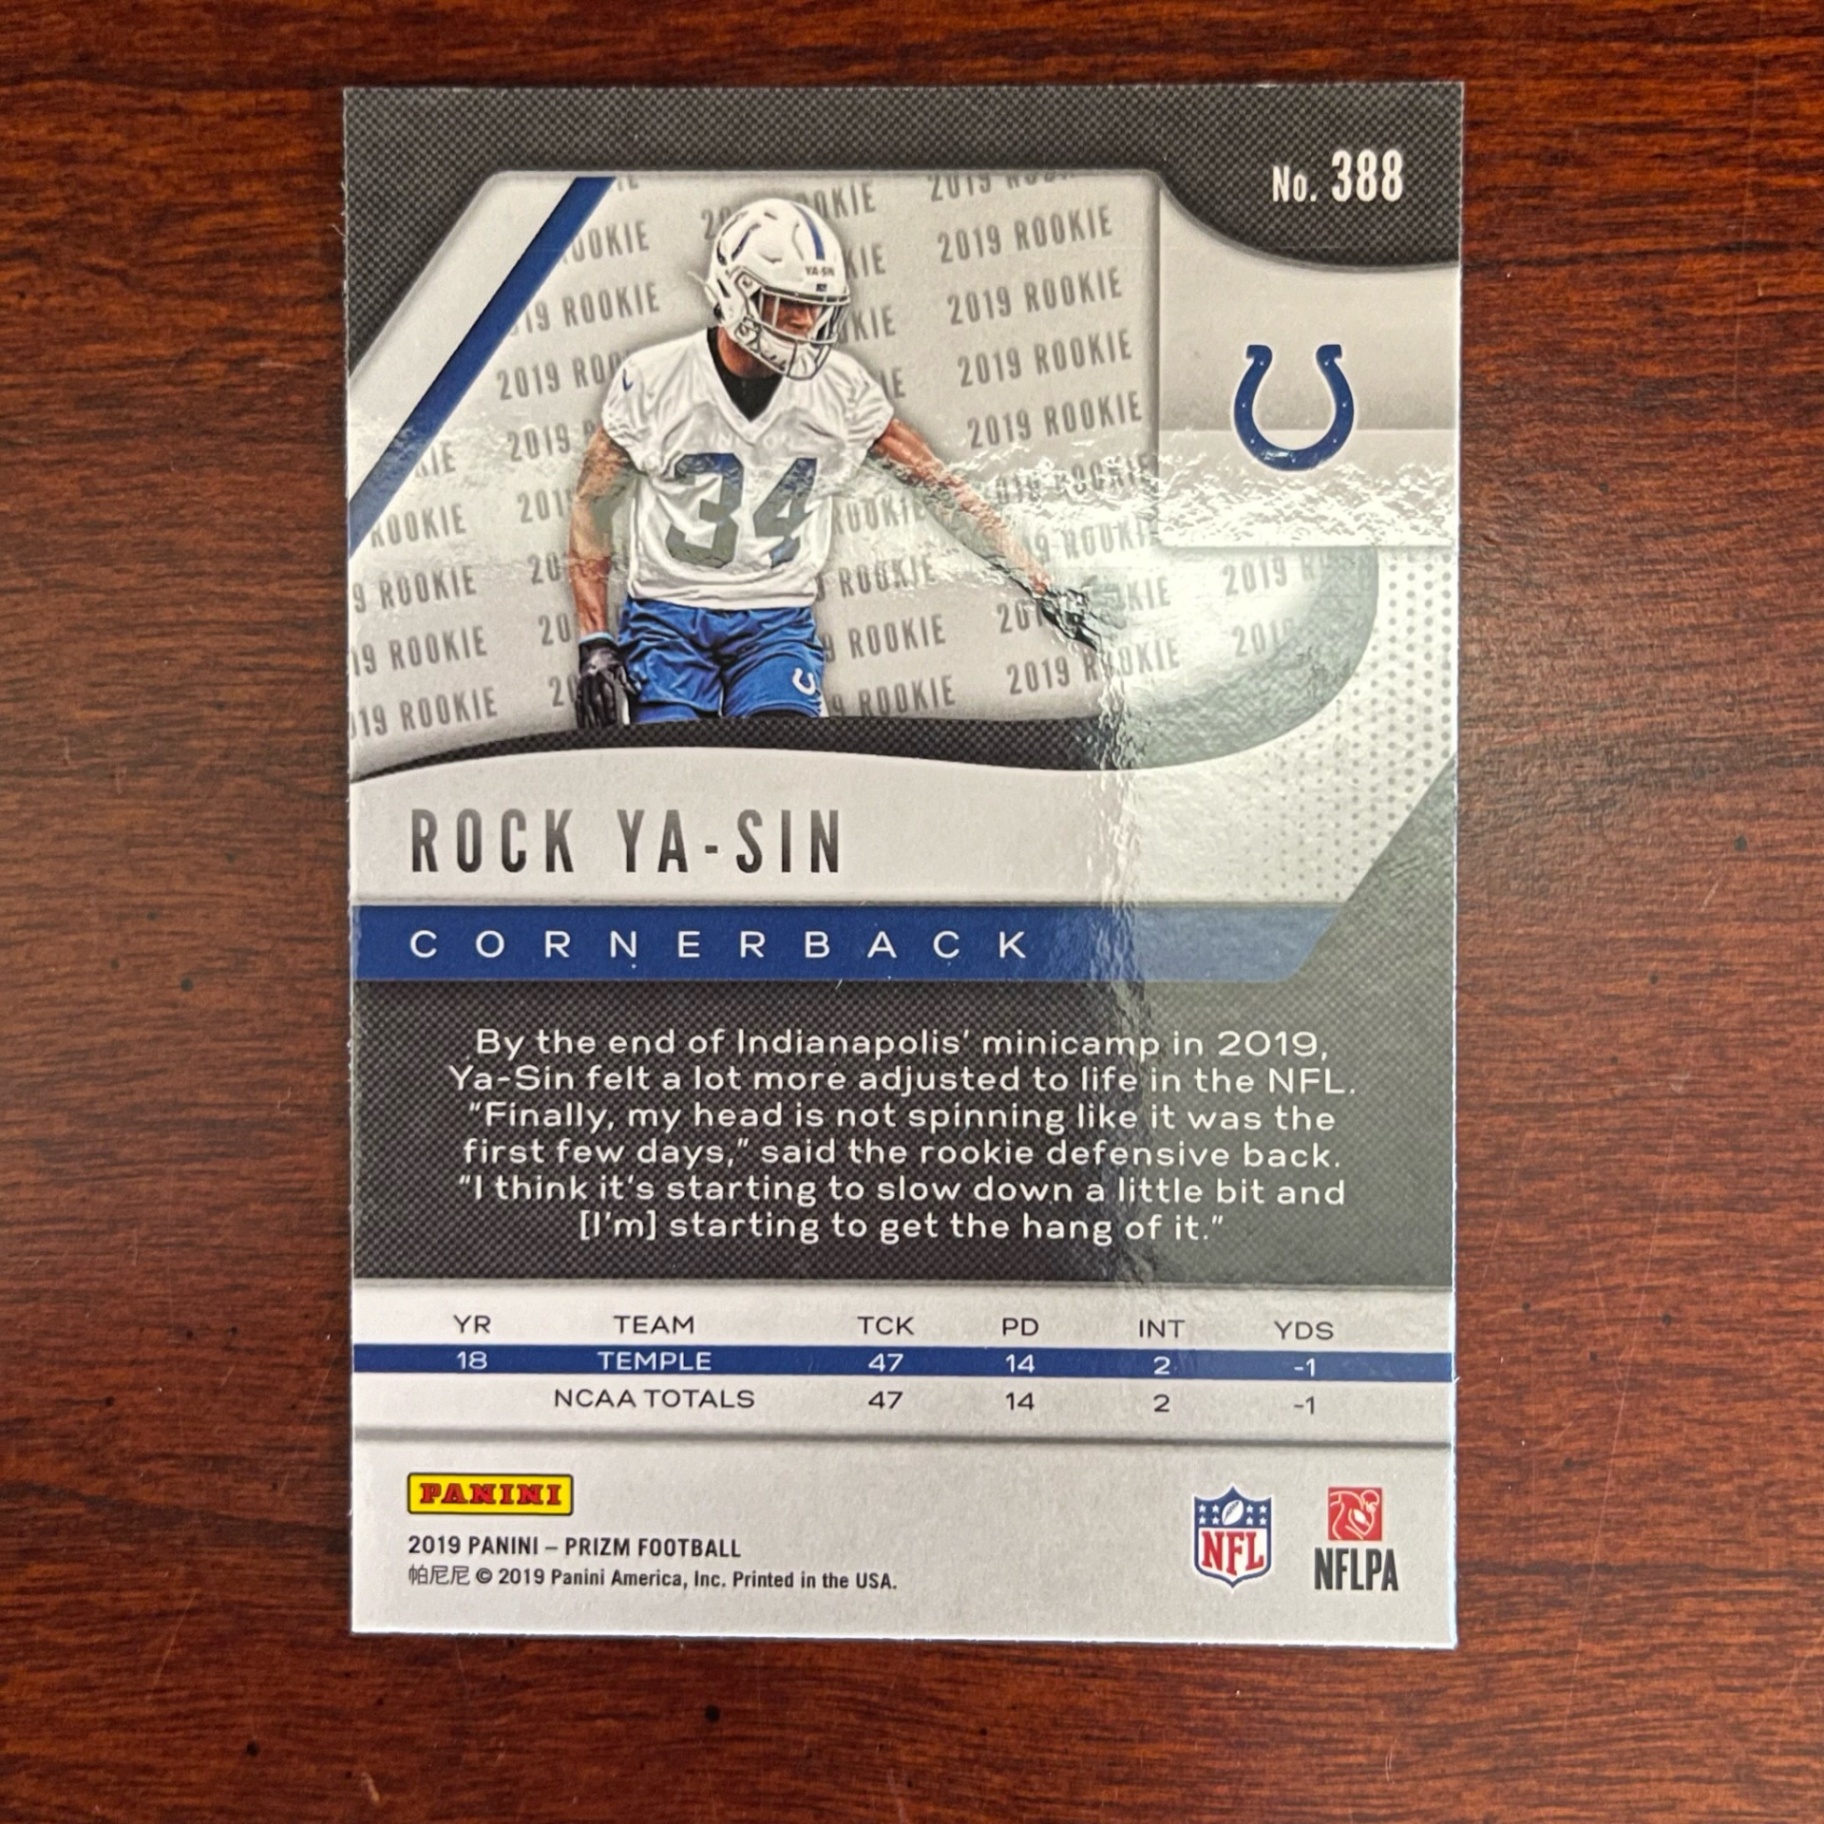 No. 388
2019 ROOKIE
YA-SIN
34
ROCK YA-SIN
CORNERBACK
By the end of Indianapolis' minicamp in 2019,
Ya-Sin felt a lot more adjusted to life in the NFL.
"Finally, my head is not spinning like it was the
first few days," said the rookie defensive back.
"I think it's starting to slow down a little bit and
[I'm] starting to get the hang of it."
YR TEAM TCK PD INT YDS
18 TEMPLE 47 14 2 -1
NCAA TOTALS 47 14 2 -1
PANINI
2019 PANINI – PRIZM FOOTBALL
帕尼尼 © 2019 Panini America, Inc. Printed in the USA.
NFL
NFLPA